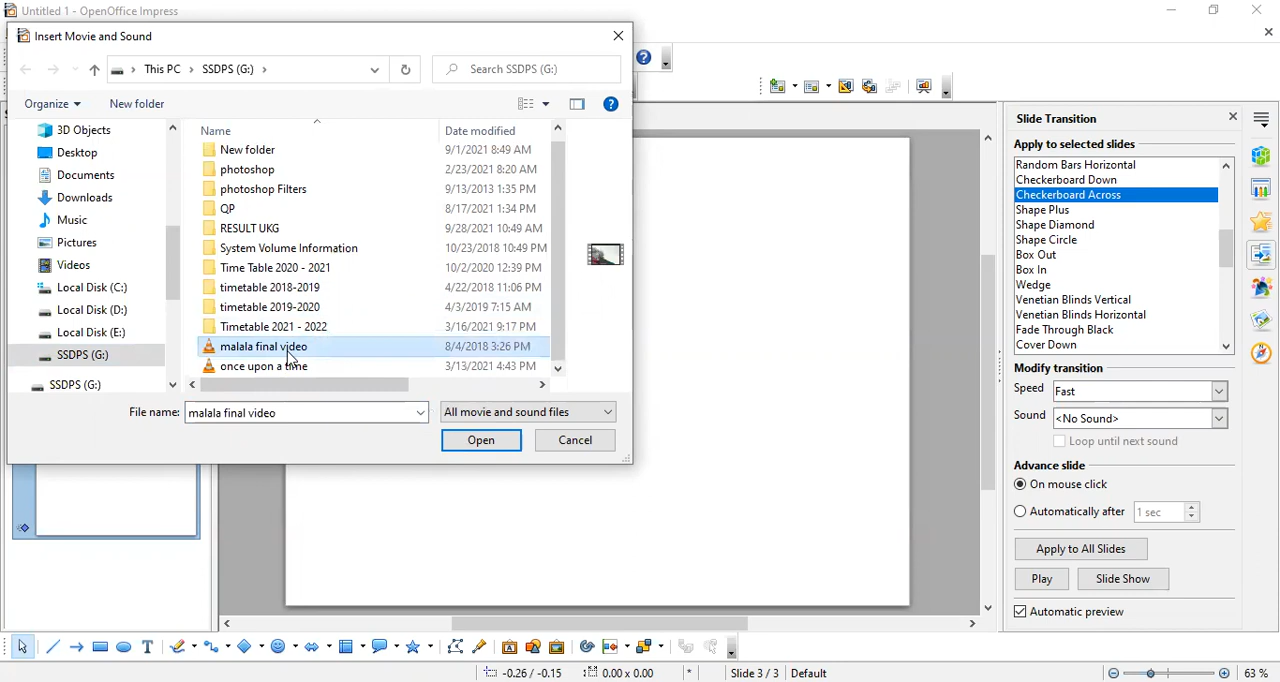 Untitled 1 - OpenOffice Impress
Insert Movie and Sound
This PC > SSDPS (G:) >
Search SSDPS (G:)
Organize
New folder
3D Objects
Desktop
Documents
Downloads
Music
Pictures
Videos
Local Disk (C:)
Local Disk (D:)
Local Disk (E:)
SSDPS (G:)
SSDPS (G:)
Name Date modified
New folder 9/1/2021 8:49 AM
photoshop 2/23/2021 8:20 AM
photoshop Filters 9/13/2013 1:35 PM
QP 8/17/2021 1:34 PM
RESULT UKG 9/28/2021 10:49 AM
System Volume Information 10/23/2018 10:49 PM
Time Table 2020 - 2021 10/2/2020 12:39 PM
timetable 2018-2019 4/22/2018 11:06 PM
timetable 2019-2020 4/3/2019 7:15 AM
Timetable 2021 - 2022 3/16/2021 9:17 PM
malala final video 8/4/2018 3:26 PM
once upon a time 3/13/2021 4:43 PM
File name: malala final video
All movie and sound files
Open
Cancel
Slide Transition
Apply to selected slides
Random Bars Horizontal
Checkerboard Down
Checkerboard Across
Shape Plus
Shape Diamond
Shape Circle
Box Out
Box In
Wedge
Venetian Blinds Vertical
Venetian Blinds Horizontal
Fade Through Black
Cover Down
Modify transition
Speed Fast
Sound <No Sound>
Loop until next sound
Advance slide
On mouse click
Automatically after 1 sec
Apply to All Slides
Play
Slide Show
Automatic preview
-0.26 / -0.15
0.00 x 0.00
*
Slide 3 / 3
Default
63 %